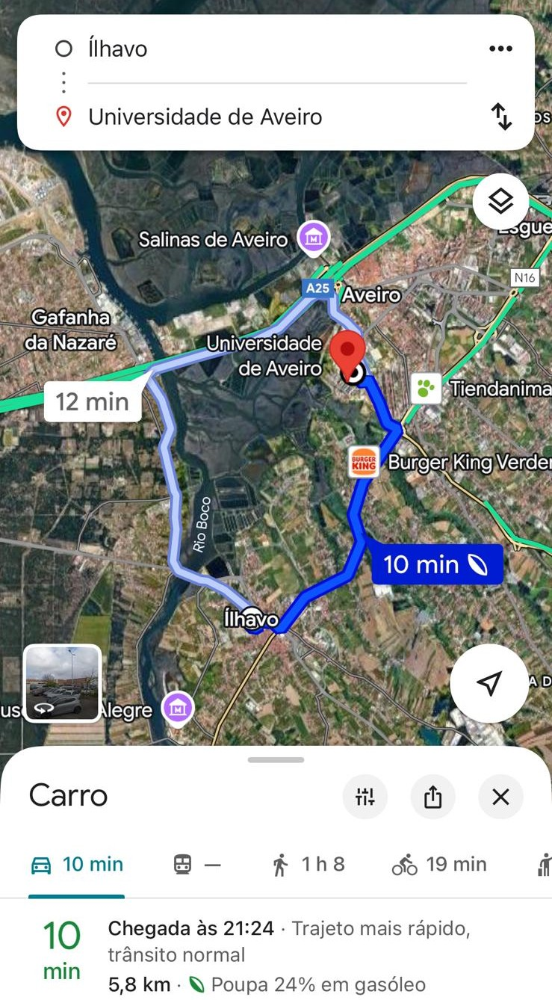 Ílhavo
Universidade de Aveiro
Salinas de Aveiro
A25
Aveiro
N16
Gafanha
da Nazaré
Universidade
de Aveiro
12 min
Tiendanima
BURGER
KING
Burger King Verde
Rio Boco
10 min
Ílhavo
Alegre
Carro
10 min
—
1 h 8
19 min
10
min
Chegada às 21:24 · Trajeto mais rápido,
trânsito normal
5,8 km · Poupa 24% em gasóleo